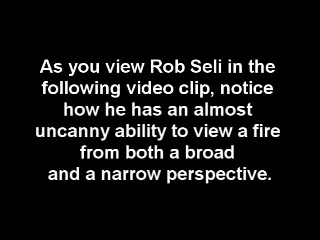 As you view Rob Seli in the
following video clip, notice
how he has an almost
uncanny ability to view a fire
from both a broad
and a narrow perspective.